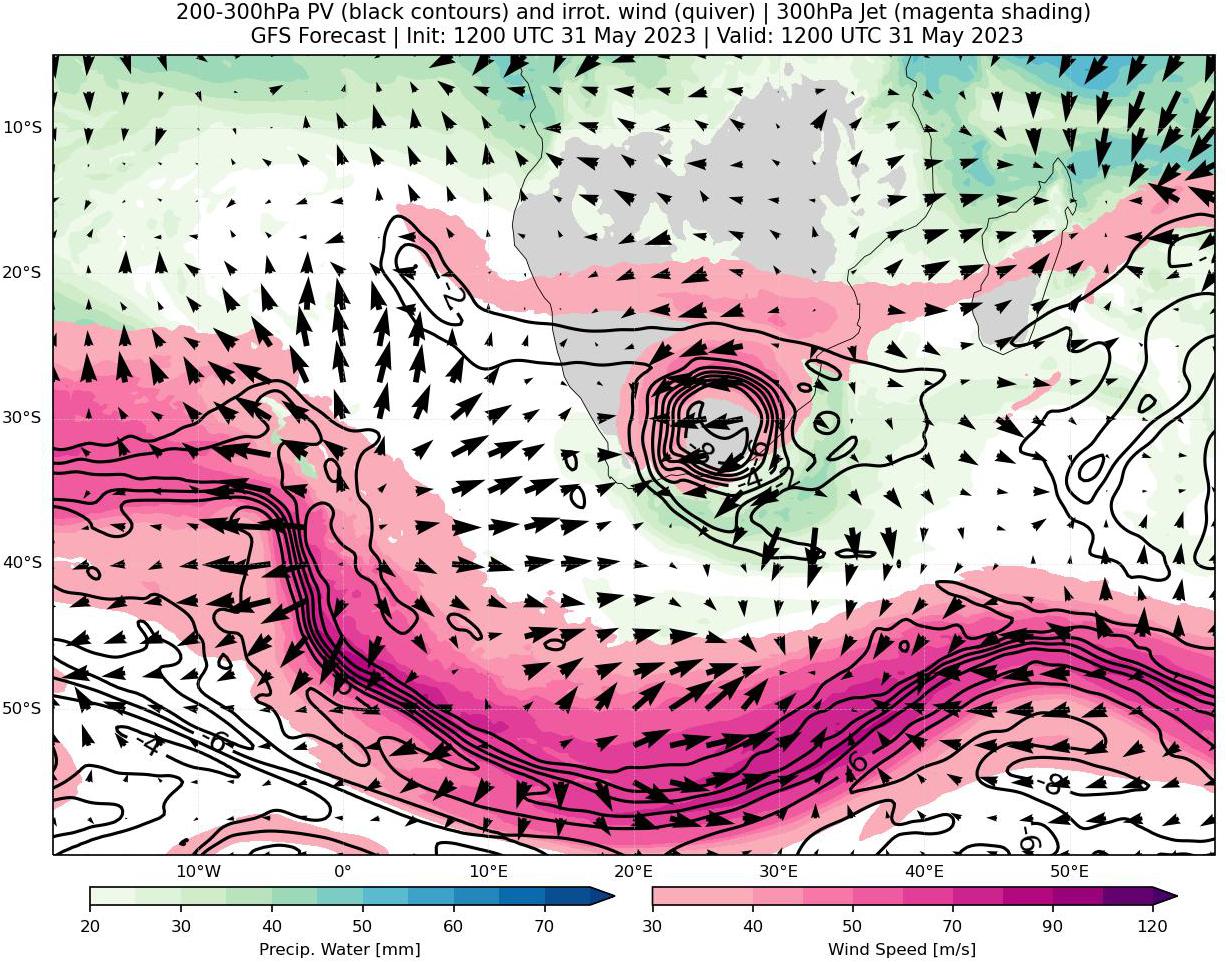 200-300hPa PV (black contours) and irrot. wind (quiver) | 300hPa Jet (magenta shading)
GFS Forecast | Init: 1200 UTC 31 May 2023 | Valid: 1200 UTC 31 May 2023
10°S
20°S
-2
30°S
-6
-4
40°S
50°S
-4
-6
-6
-8
-6
10°W
0°
10°E
20°E
30°E
40°E
50°E
20
30
40
50
60
70
30
40
50
60
70
80
90
120
Precip. Water [mm]
Wind Speed [m/s]